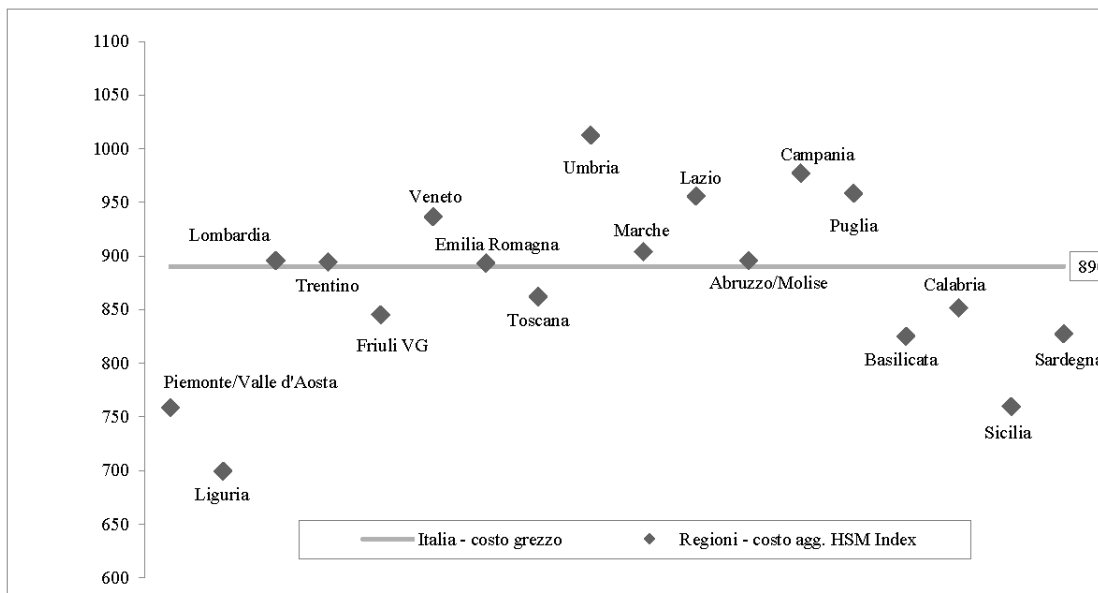 1100
1050
1000
950
900
850
800
750
700
650
600
Piemonte/Valle d'Aosta
Liguria
Lombardia
Trentino
Friuli VG
Veneto
Emilia Romagna
Toscana
Umbria
Marche
Lazio
Abruzzo/Molise
Campania
Puglia
Basilicata
Calabria
Sicilia
Sardegna
Italia - costo grezzo
Regioni - costo agg. HSM Index